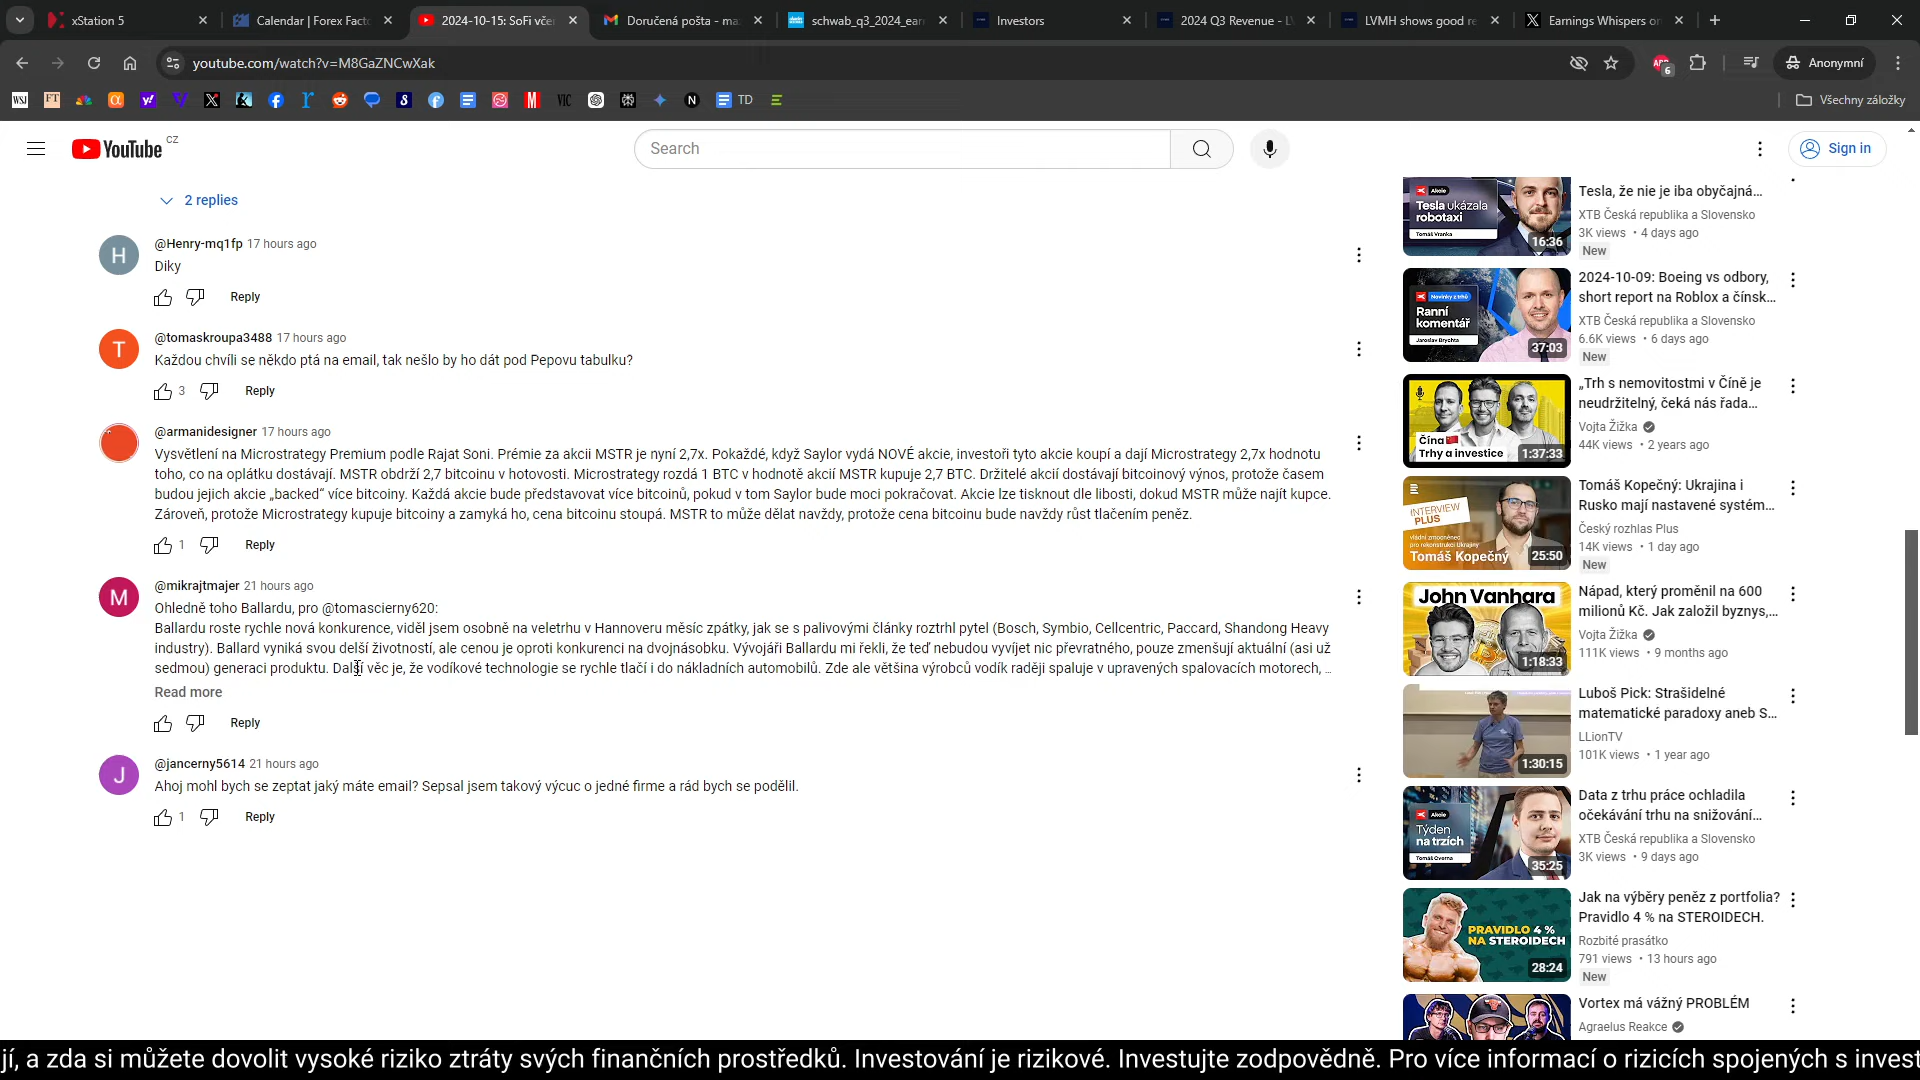 xStation 5
Calendar | Forex Fact
2024-10-15: SoFi vče
Doručená pošta - ma
schwab_q3_2024_earn
Investors
2024 Q3 Revenue - L
LVMH shows good re
Earnings Whispers on
youtube.com/watch?v=M8GaZNCwXak
6
Anonymní
WSJ
FT
VIC
TD
Všechny záložky
YouTube CZ
Search
Sign in
2 replies
H
@Henry-mq1fp 17 hours ago
Diky
Reply
T
@tomaskroupa3488 17 hours ago
Každou chvíli se někdo ptá na email, tak nešlo by ho dát pod Pepovu tabulku?
3 Reply
@armanidesigner 17 hours ago
Vysvětlení na Microstrategy Premium podle Rajat Soni. Prémie za akcii MSTR je nyní 2,7x. Pokaždé, když Saylor vydá NOVÉ akcie, investoři tyto akcie koupí a dají Microstrategy 2,7x hodnotu
toho, co na oplátku dostávají. MSTR obdrží 2,7 bitcoinu v hotovosti. Microstrategy rozdá 1 BTC v hodnotě akcií MSTR kupuje 2,7 BTC. Držitelé akcií dostávají bitcoinový výnos, protože časem
budou jejich akcie „backed“ více bitcoiny. Každá akcie bude představovat více bitcoinů, pokud v tom Saylor bude moci pokračovat. Akcie lze tisknout dle libosti, dokud MSTR může najít kupce.
Zároveň, protože Microstrategy kupuje bitcoiny a zamyká ho, cena bitcoinu stoupá. MSTR to může dělat navždy, protože cena bitcoinu bude navždy růst tlačením peněz.
1 Reply
M
@mikrajtmajer 21 hours ago
Ohledně toho Ballardu, pro @tomascierny620:
Ballardu roste rychle nová konkurence, viděl jsem osobně na veletrhu v Hannoveru měsíc zpátky, jak se s palivovými články roztrhl pytel (Bosch, Symbio, Cellcentric, Paccard, Shandong Heavy
industry). Ballard vyniká svou delší životností, ale cenou je oproti konkurenci na dvojnásobku. Vývojáři Ballardu mi řekli, že teď nebudou vyvíjet nic převratného, pouze zmenšují aktuální (asi už
sedmou) generaci produktu. Další věc je, že vodíkové technologie se rychle tlačí i do nákladních automobilů. Zde ale většina výrobců vodík raději spaluje v upravených spalovacích motorech, ...
Read more
Reply
J
@jancerny5614 21 hours ago
Ahoj mohl bych se zeptat jaký máte email? Sepsal jsem takový výcuc o jedné firme a rád bych se podělil.
1 Reply
Akcie
Tesla ukázala
robotaxi
Tomáš Vranka
16:36
Tesla, že nie je iba obyčajná...
XTB Česká republika a Slovensko
3K views • 4 days ago
New
Novinky z trhů
Ranní
komentář
Jaroslav Brychta
37:03
2024-10-09: Boeing vs odbory,
short report na Roblox a čínsk...
XTB Česká republika a Slovensko
6.6K views • 6 days ago
New
Čína
Trhy a investice
1:37:33
„Trh s nemovitostmi v Číně je
neudržitelný, čeká nás řada...
Vojta Žižka
44K views • 2 years ago
INTERVIEW
PLUS
vládní zmocněnec
pro rekonstrukci Ukrajiny
Tomáš Kopečný
25:50
Tomáš Kopečný: Ukrajina i
Rusko mají nastavené systém...
Český rozhlas Plus
14K views • 1 day ago
New
John Vanhara
1:18:33
Nápad, který proměnil na 600
milionů Kč. Jak založil byznys,...
Vojta Žižka
111K views • 9 months ago
1:30:15
Luboš Pick: Strašidelné
matematické paradoxy aneb S...
LLionTV
101K views • 1 year ago
Akcie
Týden
na trzích
Tomáš Cverna
35:25
Data z trhu práce ochladila
očekávání trhu na snižování...
XTB Česká republika a Slovensko
3K views • 9 days ago
PRAVIDLO 4 %
NA STEROIDECH
28:24
Jak na výběry peněz z portfolia?
Pravidlo 4 % na STEROIDECH.
Rozbité prasátko
791 views • 13 hours ago
New
Vortex má vážný PROBLÉM
Agraelus Reakce
jí, a zda si můžete dovolit vysoké riziko ztráty svých finančních prostředků. Investování je rizikové. Investujte zodpovědně. Pro více informací o rizicích spojených s invest